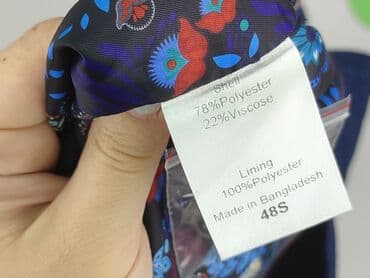 Shell
78%Polyester
22%Viscose
Lining
100%Polyester
Made in Bangladesh
48S